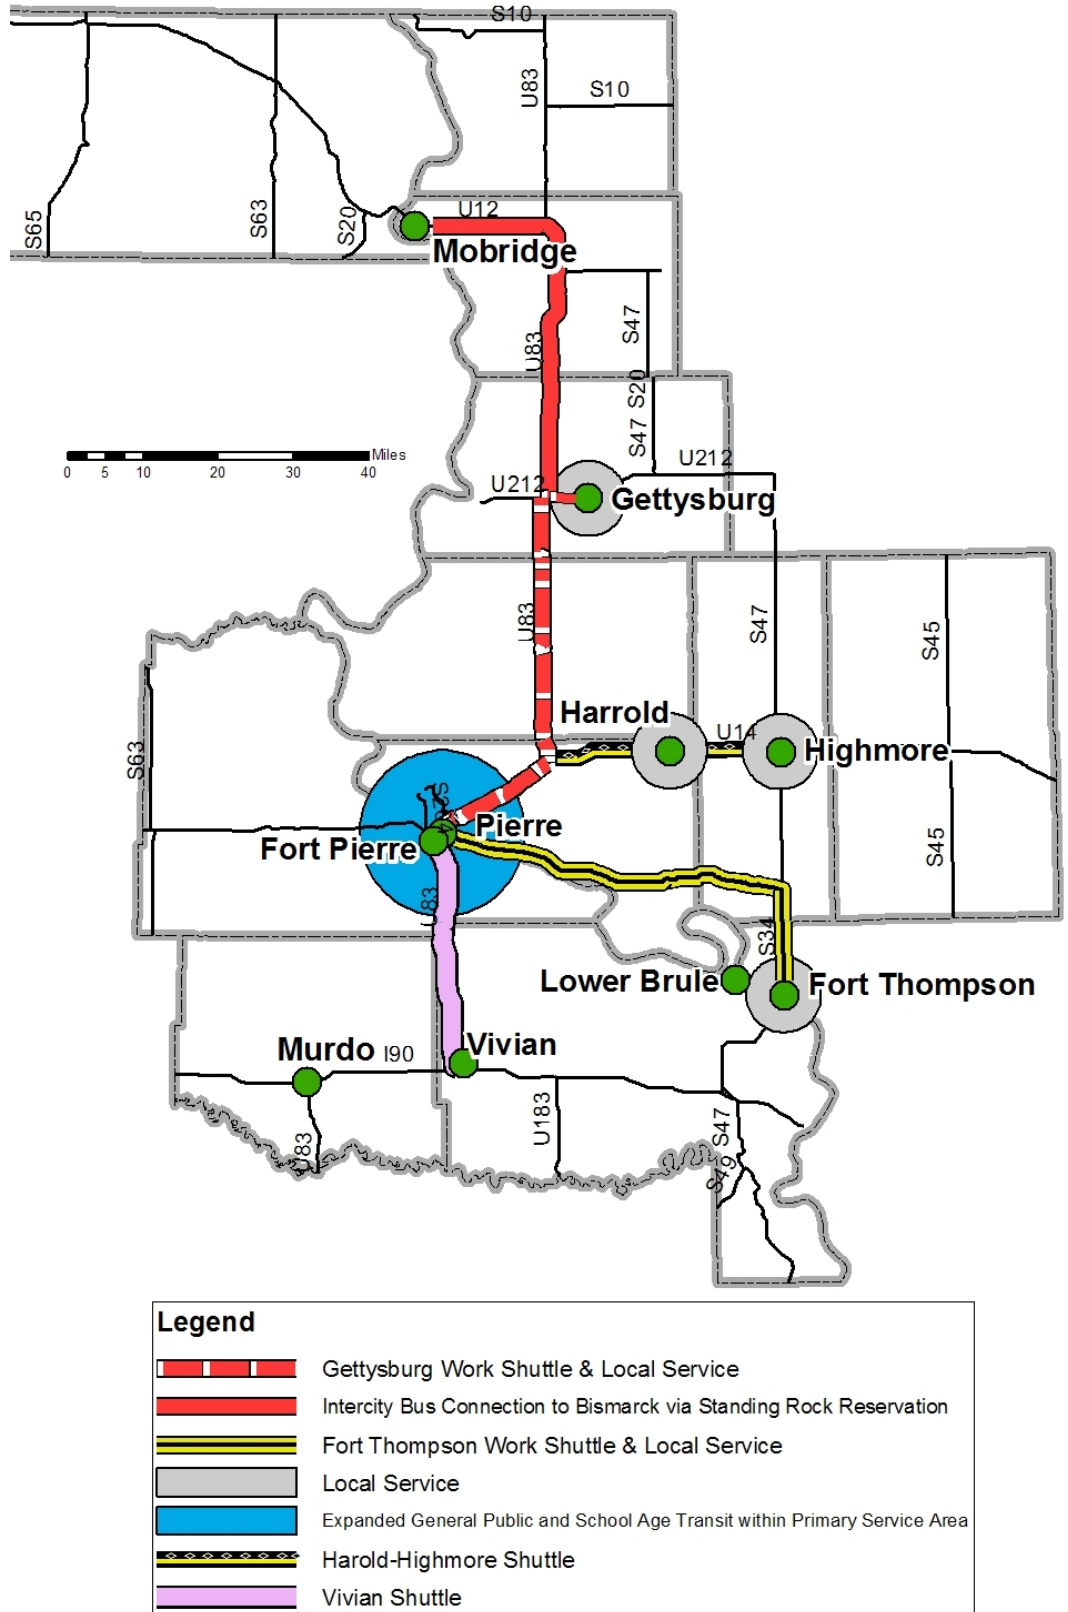 S10
U83
S10
S65
S63
S20
U12
Mobridge
S47
U83
S20
S47
Miles
0 5 10 20 30 40
U212
U212
Gettysburg
U83
S47
S45
Harrold
U14
Highmore
S63
Pierre
Fort Pierre
S45
U83
S34
Lower Brule
Fort Thompson
Vivian
Murdo
I90
U183
S47
U83
S49
Legend
Gettysburg Work Shuttle & Local Service
Intercity Bus Connection to Bismarck via Standing Rock Reservation
Fort Thompson Work Shuttle & Local Service
Local Service
Expanded General Public and School Age Transit within Primary Service Area
Harold-Highmore Shuttle
Vivian Shuttle